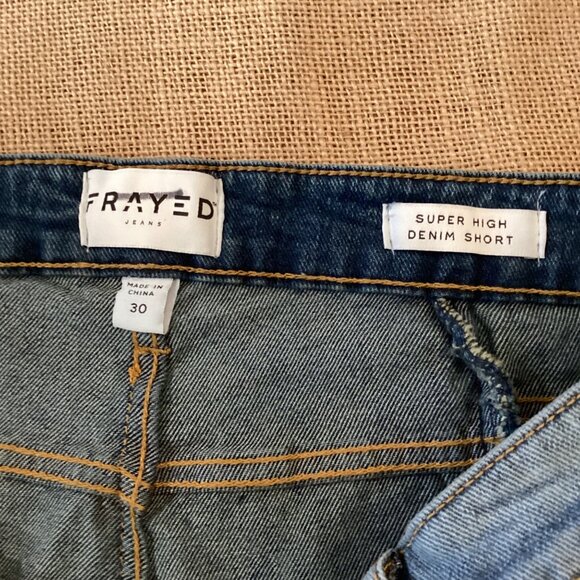 FRAYED
JEANS
SUPER HIGH
DENIM SHORT
MADE IN
CHINA
30